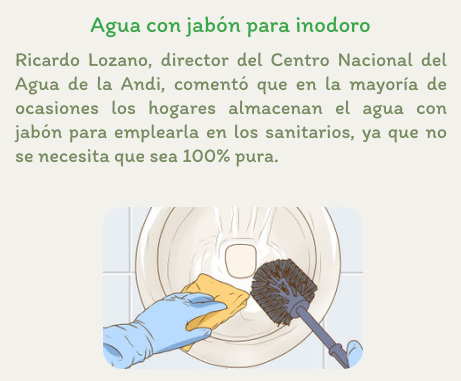 Agua con jabón para inodoro
Ricardo Lozano, director del Centro Nacional del
Agua de la Andi, comentó que en la mayoría de
ocasiones los hogares almacenan el agua con
jabón para emplearla en los sanitarios, ya que no
se necesita que sea 100% pura.